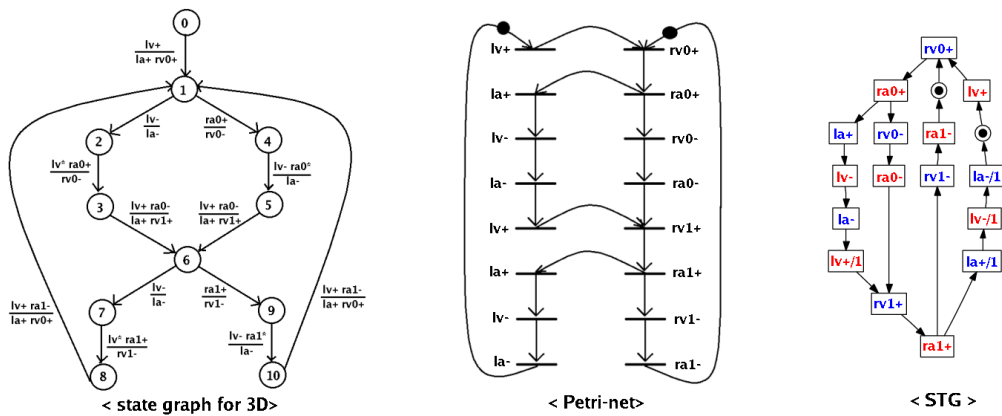 0
lv+
la+ rv0+
1
lv-
la-
ra0+
rv0-
2
4
lv* ra0+
rv0-
lv- ra0*
la-
3
5
lv+ ra0-
la+ rv1+
lv+ ra0-
la+ rv1+
6
lv-
la-
ra1+
rv1-
lv+ ra1-
la+ rv0+
lv+ ra1-
la+ rv0+
7
9
lv* ra1+
rv1-
lv- ra1*
la-
8
10
< state graph for 3D>
lv+
rv0+
la+
ra0+
lv-
rv0-
la-
ra0-
lv+
rv1+
la+
ra1+
lv-
rv1-
la-
ra1-
< Petri-net>
rv0+
ra0+
lv+
la+
rv0-
ra1-
lv-
ra0-
rv1-
la-/1
la-
lv-/1
lv+/1
la+/1
rv1+
ra1+
< STG >